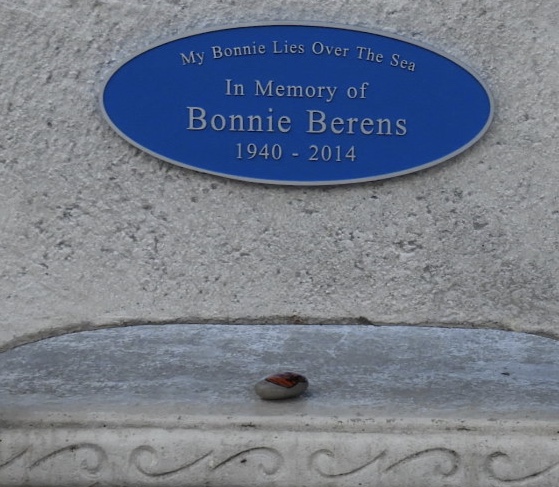 My Bonnie Lies Over The Sea
In Memory of
Bonnie Berens
1940 - 2014